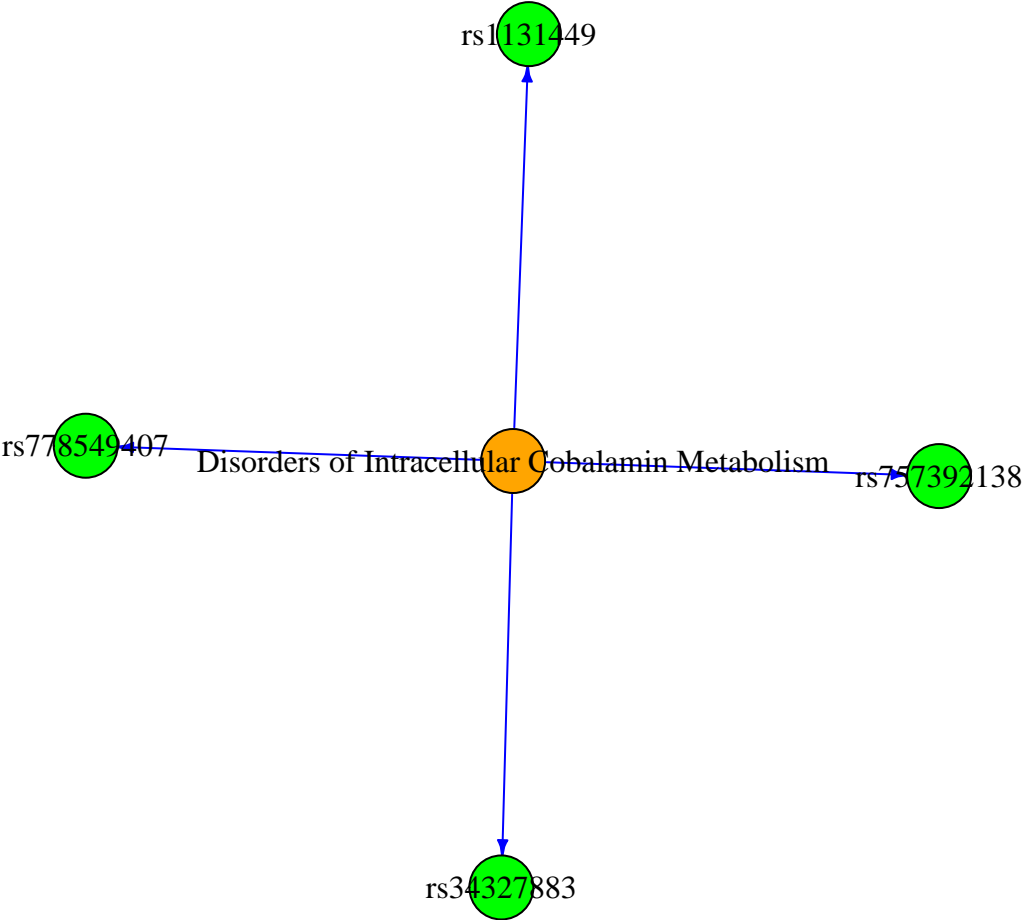 rs1131449
rs778549407
Disorders of Intracellular Cobalamin Metabolism
rs757392138
rs34327883